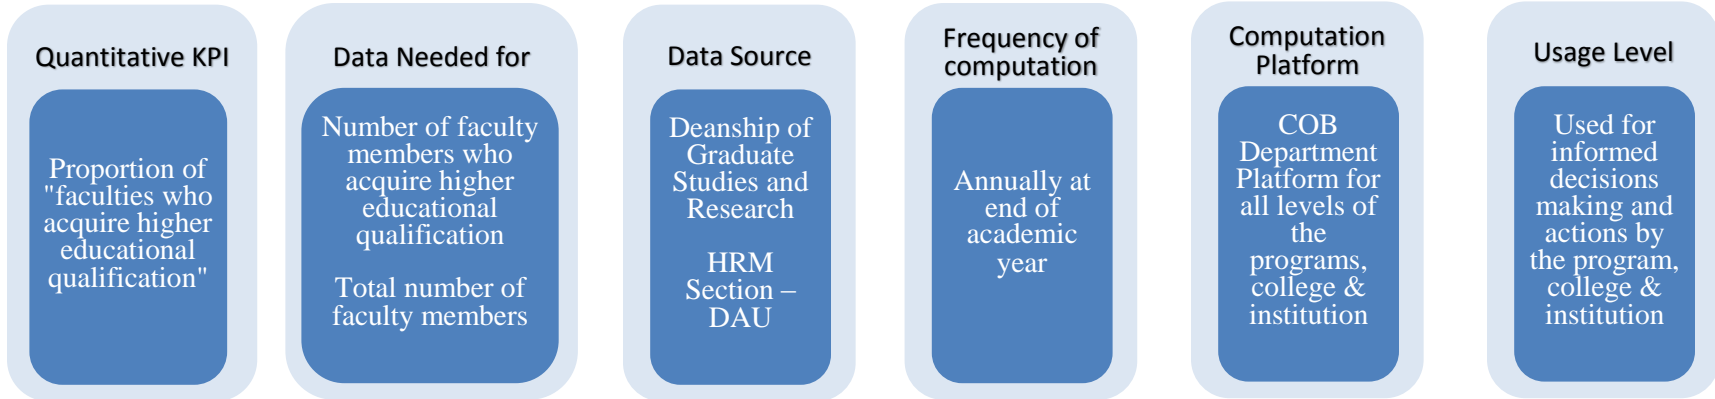 Quantitative KPI
Proportion of
"faculties who
acquire higher
educational
qualification"
Data Needed for
Number of faculty
members who
acquire higher
educational
qualification
Total number of
faculty members
Data Source
Deanship of
Graduate
Studies and
Research
HRM
Section –
DAU
Frequency of
computation
Annually at
end of
academic
year
Computation
Platform
COB
Department
Platform for
all levels of
the
programs,
college &
institution
Usage Level
Used for
informed
decisions
making and
actions by
the program,
college &
institution